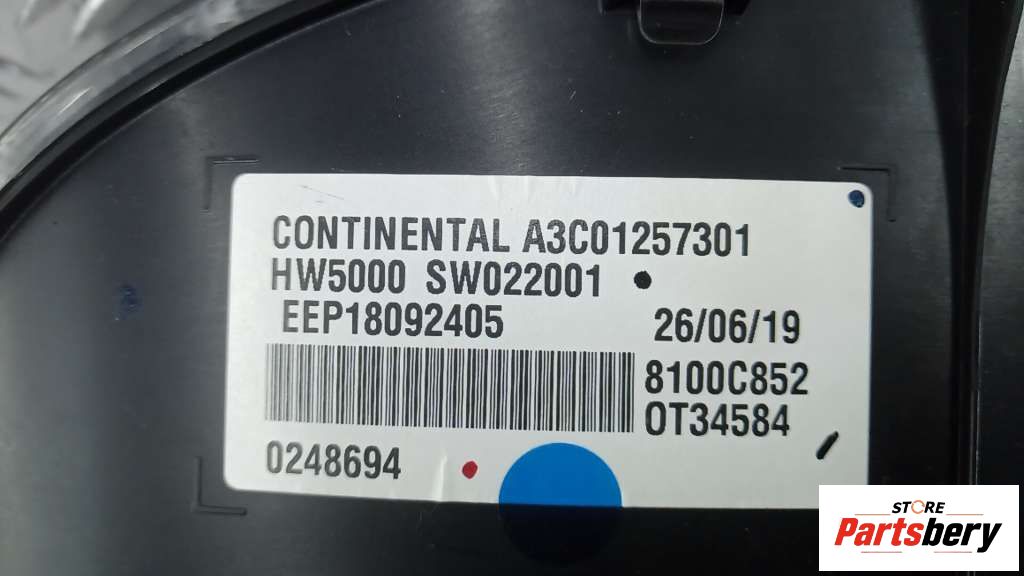 CONTINENTAL A3C01257301
HW5000 SW022001
EEP18092405 26/06/19
8100C852
OT34584
0248694
STORE
Partsbery